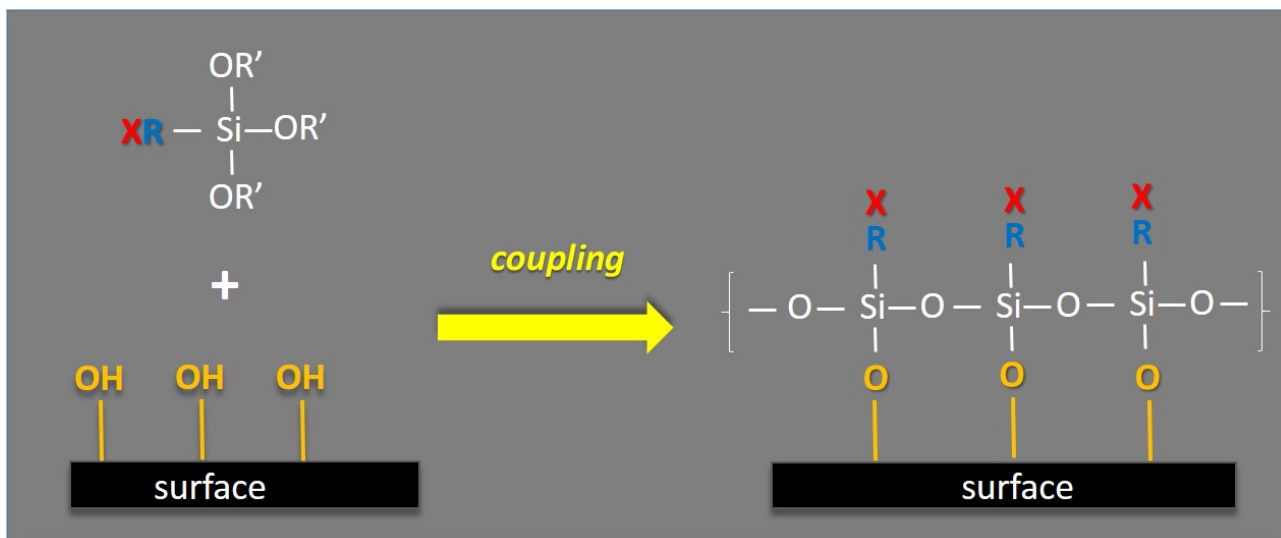 OR’
XR — Si — OR’
OR’
+
OH OH OH
surface
coupling
X X X
R R R
— O — Si — O — Si — O — Si — O —
O O O
surface